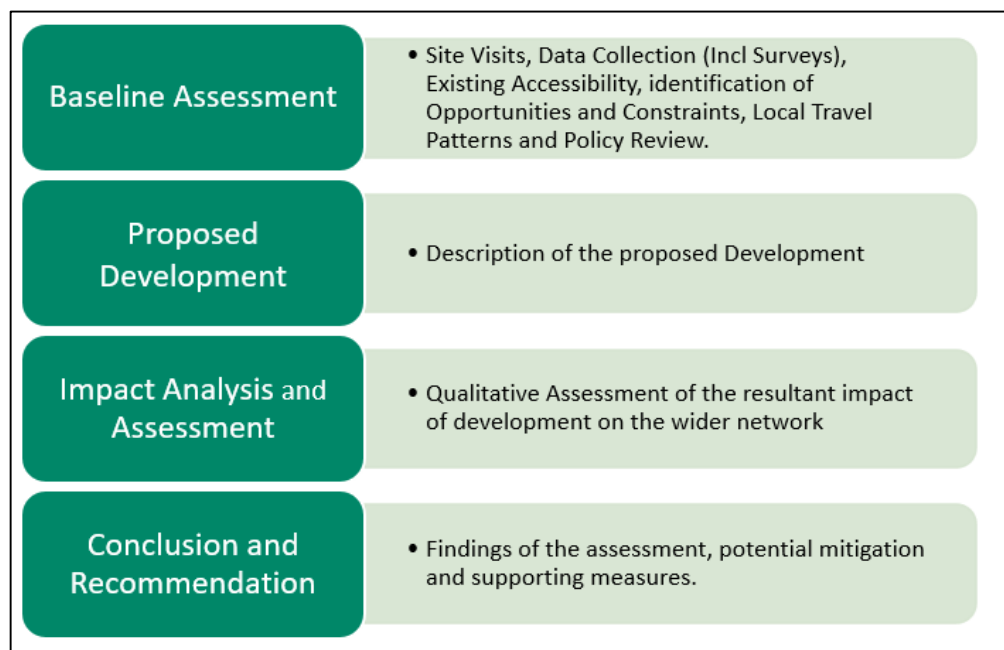 Baseline Assessment
• Site Visits, Data Collection (Incl Surveys),
Existing Accessibility, identification of
Opportunities and Constraints, Local Travel
Patterns and Policy Review.
Proposed
Development
• Description of the proposed Development
Impact Analysis and
Assessment
• Qualitative Assessment of the resultant impact
of development on the wider network
Conclusion and
Recommendation
• Findings of the assessment, potential mitigation
and supporting measures.